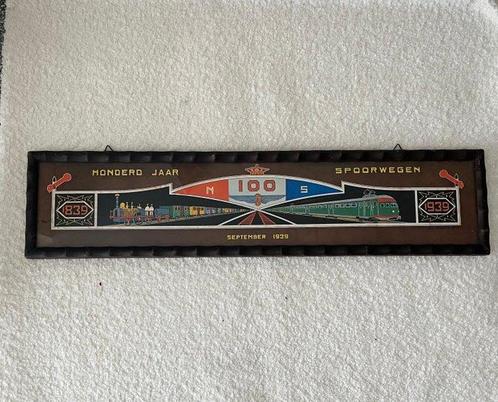 HONDERD JAAR SPOORWEGEN
N 100 S
1839 1939
SEPTEMBER 1939